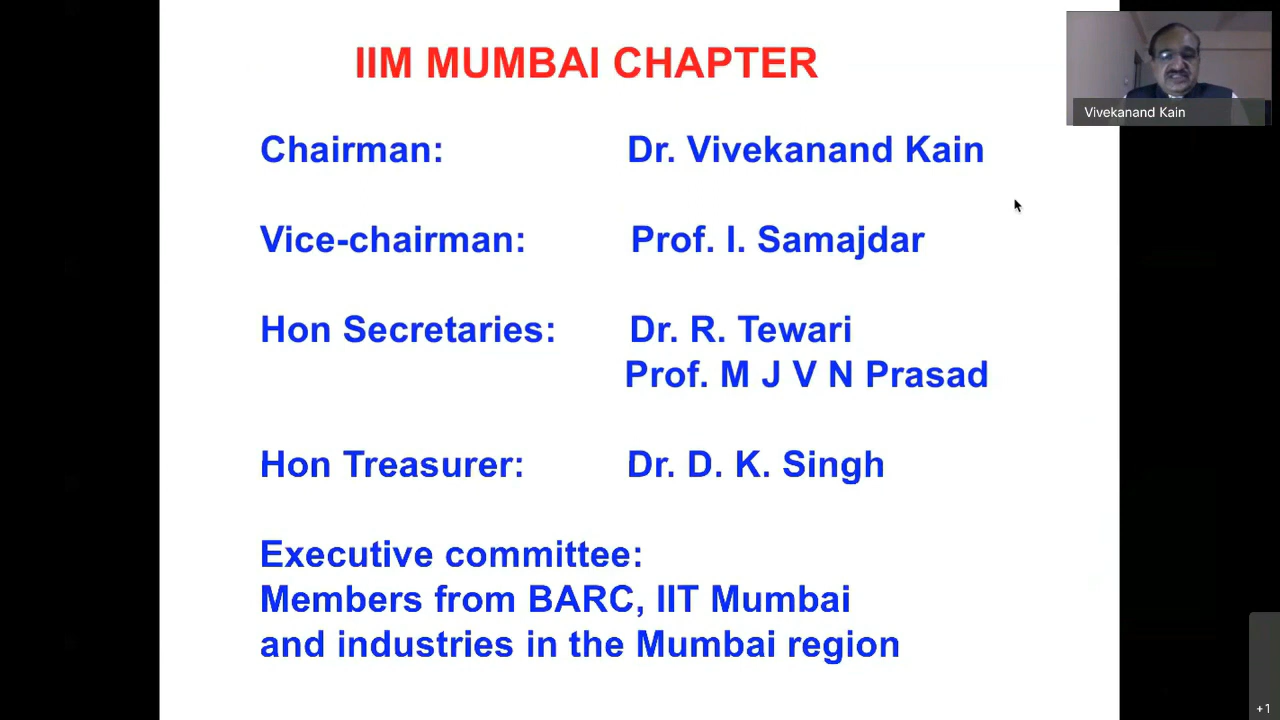 IIM MUMBAI CHAPTER
Vivekanand Kain
Chairman: Dr. Vivekanand Kain
Vice-chairman: Prof. I. Samajdar
Hon Secretaries: Dr. R. Tewari
Prof. M J V N Prasad
Hon Treasurer: Dr. D. K. Singh
Executive committee:
Members from BARC, IIT Mumbai
and industries in the Mumbai region
+1